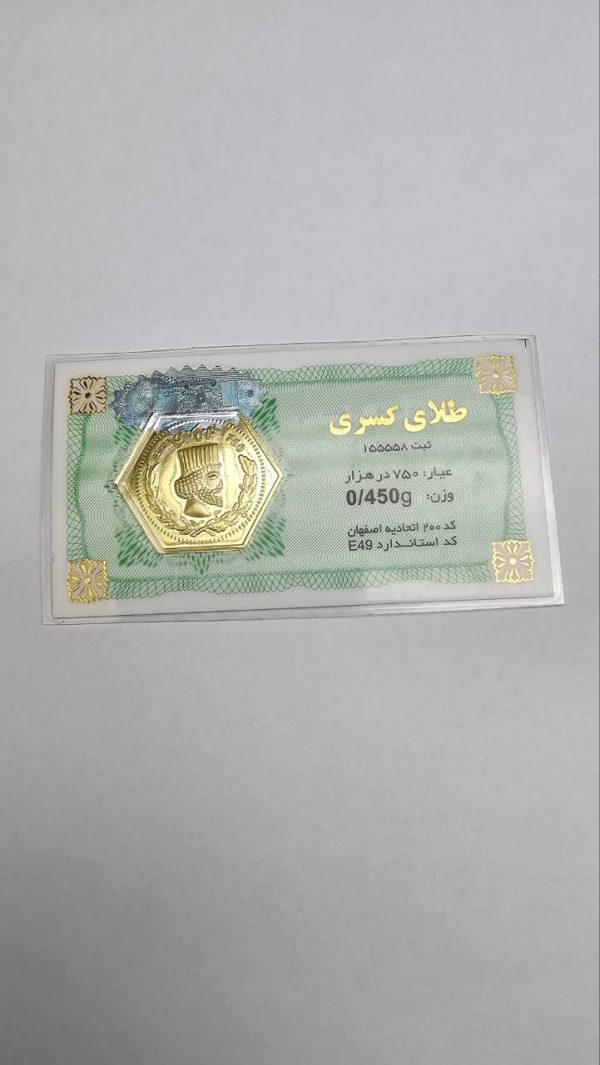 طلای کسری
ثبت ۱۵۵۵۵۸
عیار: ۷۵۰ در هزار
وزن: 0/450g
کد ۲۰۰ اتحادیه اصفهان
کد استاندارد E49